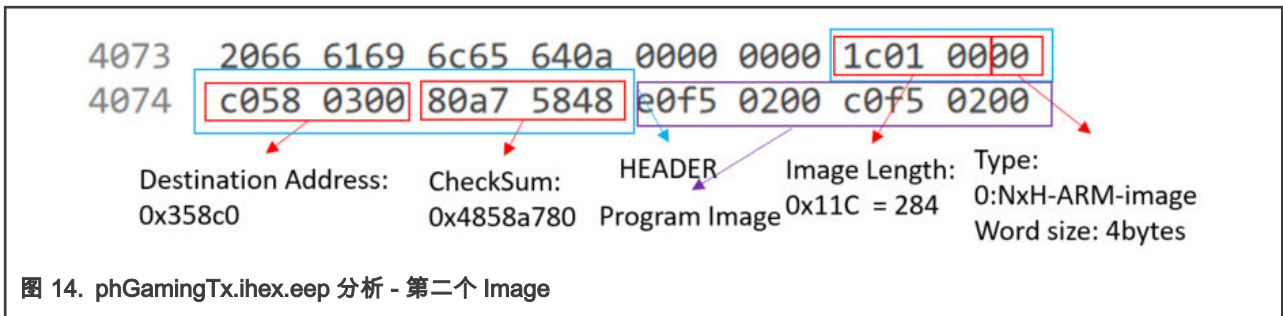 4073 2066 6169 6c65 640a 0000 0000 1c01 0000
4074 c058 0300 80a7 5848 e0f5 0200 c0f5 0200
Destination Address:
0x358c0
CheckSum:
0x4858a780
HEADER
Program Image
Image Length:
0x11C = 284
Type:
0:NxH-ARM-image
Word size: 4bytes
图 14. phGamingTx.ihex.eep 分析 - 第二个 Image